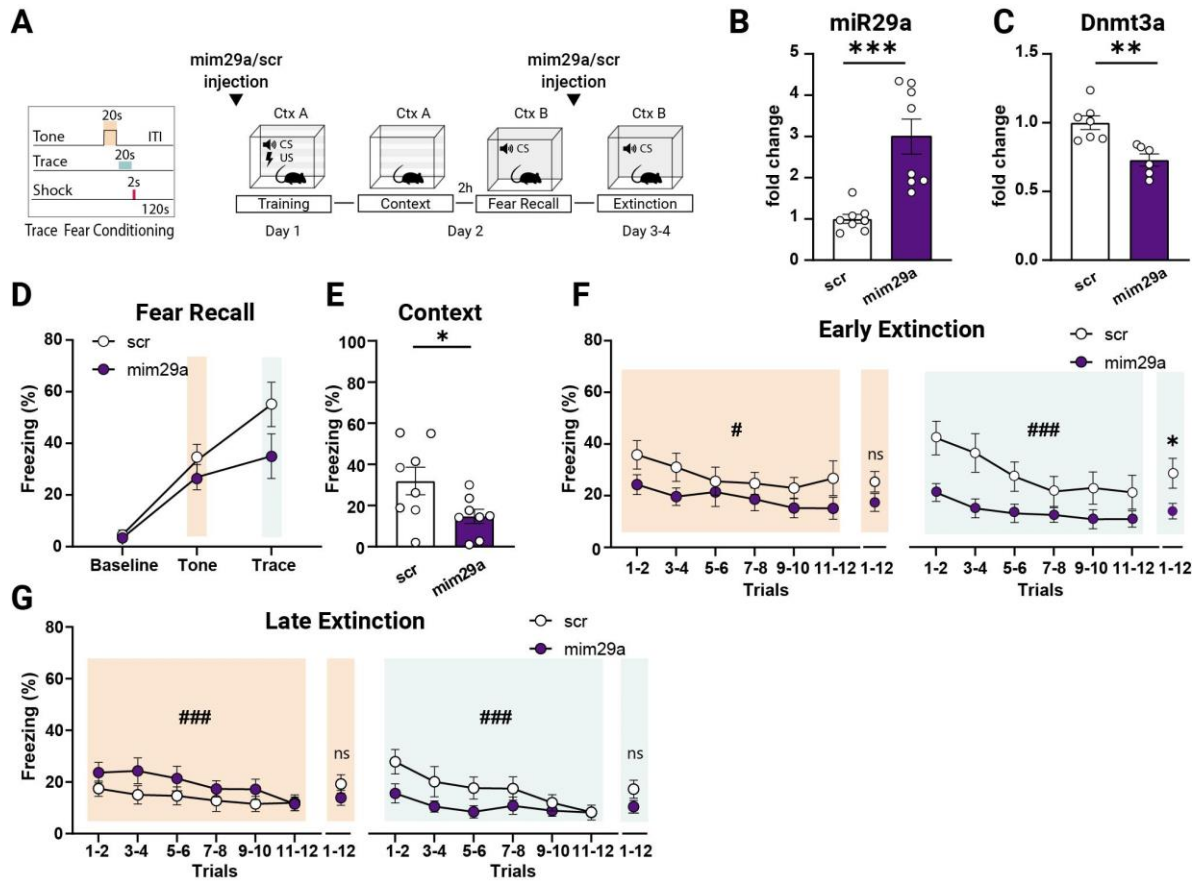 A
mim29a/scr
injection
mim29a/scr
injection
20s
Tone
ITI
Trace
20s
Shock
2s
120s
Trace Fear Conditioning
Ctx A
Ctx A
Ctx B
Ctx B
CS
US
CS
CS
2h
Training
Context
Fear Recall
Extinction
Day 1
Day 2
Day 3-4
B
miR29a
***
fold change
5
4
3
2
1
0
scr
mim29a
C
Dnmt3a
**
fold change
1.5
1.0
0.5
0.0
scr
mim29a
D
Fear Recall
scr
mim29a
Freezing (%)
80
60
40
20
0
Baseline Tone Trace
E
Context
*
Freezing (%)
100
80
60
40
20
0
scr
mim29a
F
Early Extinction
scr
mim29a
Freezing (%)
80
60
40
20
0
#
ns
###
*
1-2 3-4 5-6 7-8 9-10 11-12 1-12
Trials
1-2 3-4 5-6 7-8 9-10 11-12 1-12
Trials
G
Late Extinction
scr
mim29a
Freezing (%)
80
60
40
20
0
###
ns
###
ns
1-2 3-4 5-6 7-8 9-10 11-12 1-12
Trials
1-2 3-4 5-6 7-8 9-10 11-12 1-12
Trials